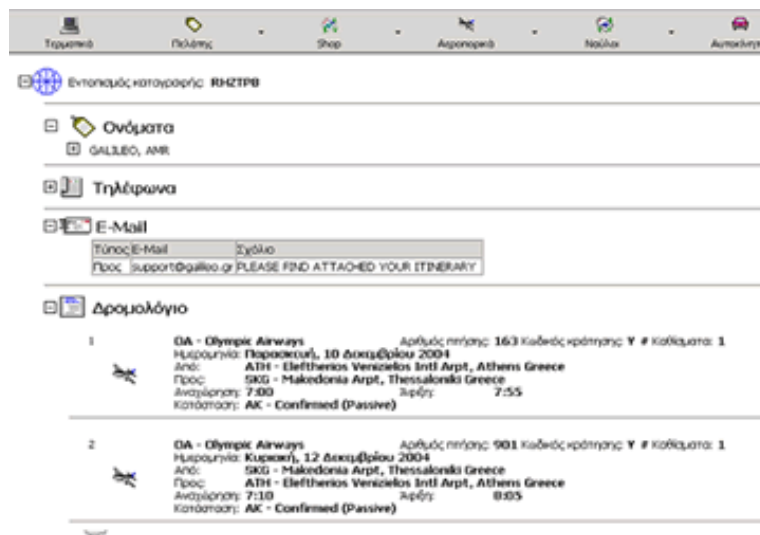 Τερματικό Πελάτης Shop Αεροπορικά Ναύλοι Αυτοκίνητ
Εντοπισμός καταγραφής: RHZTPB
Ονόματα
GALILEO, AMR
Τηλέφωνα
E-Mail
Τύπος E-Mail Σχόλιο
Προς support@galileo.gr PLEASE FIND ATTACHED YOUR ITINERARY
Δρομολόγιο
1 OA - Olympic Airways Αριθμός πτήσης: 163 Κωδικός κράτησης: Y # Καθίσματα: 1
Ημερομηνία: Παρασκευή, 10 Δεκεμβρίου 2004
Από: ATH - Eleftherios Venizelos Intl Arpt, Athens Greece
Προς: SKG - Makedonia Arpt, Thessaloniki Greece
Αναχώρηση: 7:00 Άφιξη: 7:55
Κατάσταση: AK - Confirmed (Passive)
2 OA - Olympic Airways Αριθμός πτήσης: 901 Κωδικός κράτησης: Y # Καθίσματα: 1
Ημερομηνία: Κυριακή, 12 Δεκεμβρίου 2004
Από: SKG - Makedonia Arpt, Thessaloniki Greece
Προς: ATH - Eleftherios Venizelos Intl Arpt, Athens Greece
Αναχώρηση: 7:10 Άφιξη: 8:05
Κατάσταση: AK - Confirmed (Passive)